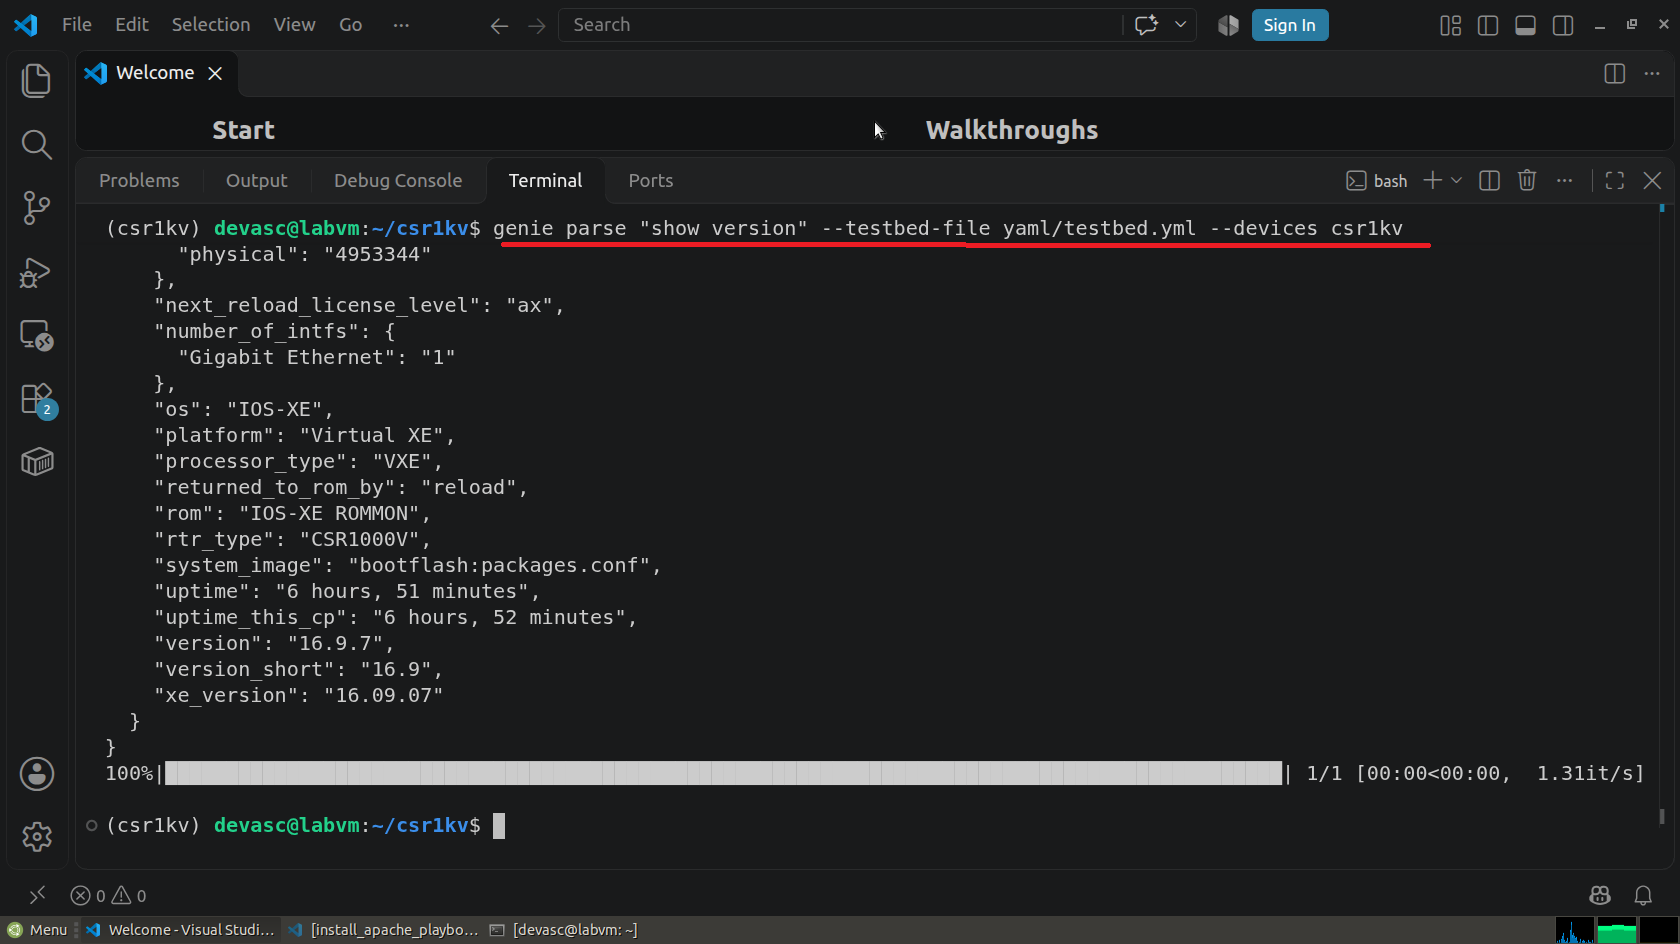 File Edit Selection View Go ··· Search Sign In
Welcome
Start Walkthroughs
Problems Output Debug Console Terminal Ports bash
(csr1kv) devasc@labvm:~/csr1kv$ genie parse "show version" --testbed-file yaml/testbed.yml --devices csr1kv
"physical": "4953344"
},
"next_reload_license_level": "ax",
"number_of_intfs": {
"Gigabit Ethernet": "1"
},
"os": "IOS-XE",
"platform": "Virtual XE",
"processor_type": "VXE",
"returned_to_rom_by": "reload",
"rom": "IOS-XE ROMMON",
"rtr_type": "CSR1000V",
"system_image": "bootflash:packages.conf",
"uptime": "6 hours, 51 minutes",
"uptime_this_cp": "6 hours, 52 minutes",
"version": "16.9.7",
"version_short": "16.9",
"xe_version": "16.09.07"
}
}
100%| | 1/1 [00:00<00:00, 1.31it/s]
(csr1kv) devasc@labvm:~/csr1kv$
2
0 0
Menu Welcome - Visual Studi... [install_apache_playbo... [devasc@labvm: ~]